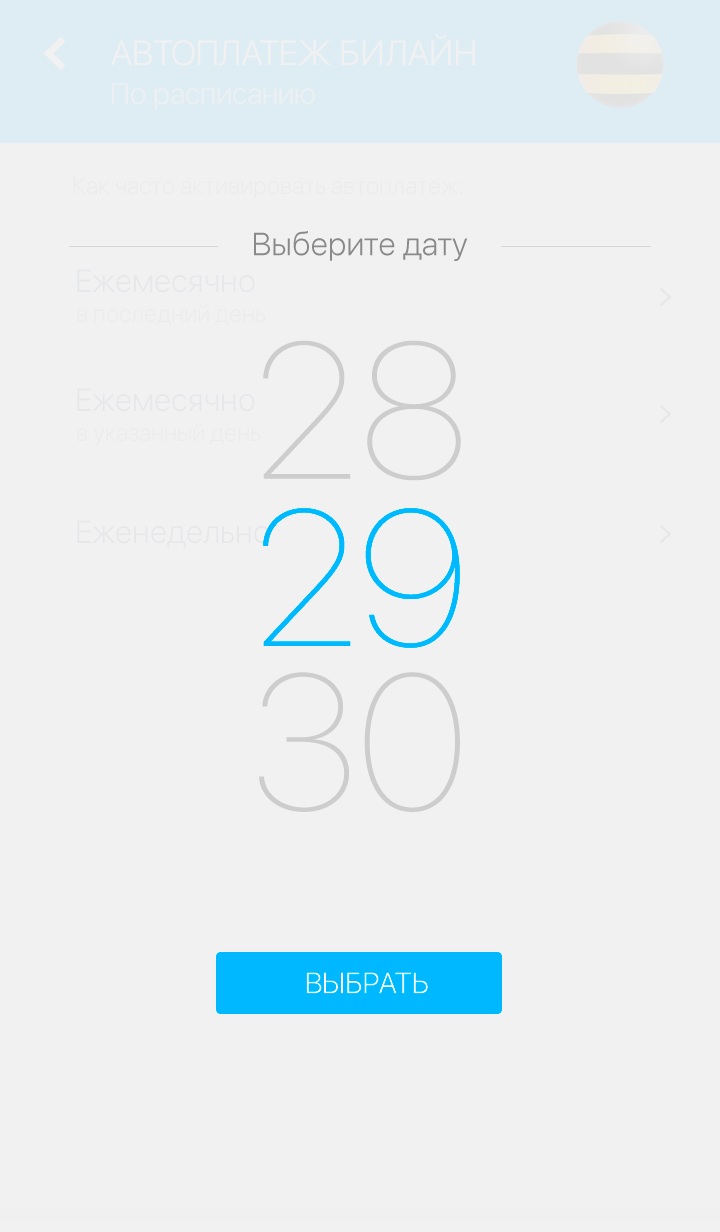 АВТОПЛАТЕЖ БИЛАЙН
По расписанию
Как часто активировать автоплатеж:
Выберите дату
Ежемесячно
в последний день
28
Ежемесячно
в указанный день
29
Еженедельно
30
ВЫБРАТЬ